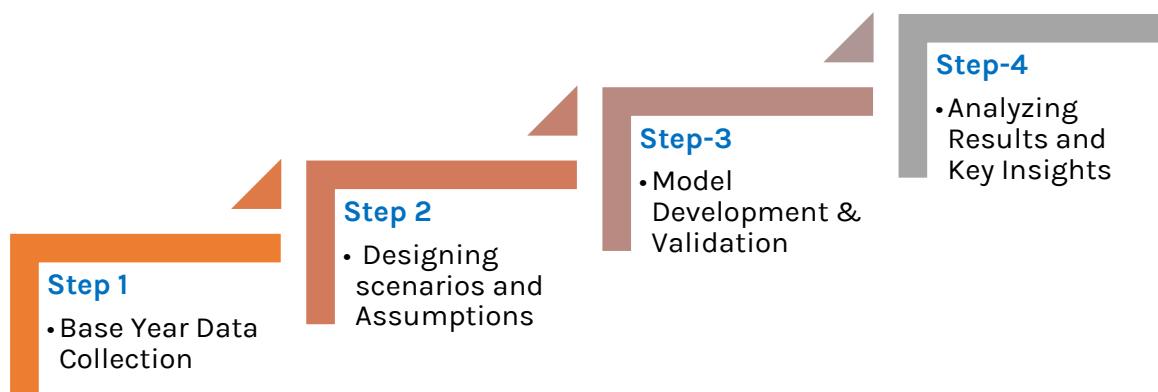 Step 1
• Base Year Data
Collection
Step 2
• Designing
scenarios and
Assumptions
Step-3
• Model
Development &
Validation
Step-4
• Analyzing
Results and
Key Insights